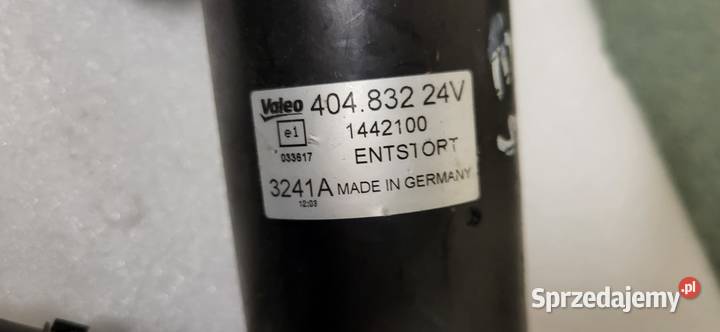 Valeo 404.832 24V
e1 1442100
033617 ENTSTORT
3241A MADE IN GERMANY
12:03
Sprzedajemy.pl